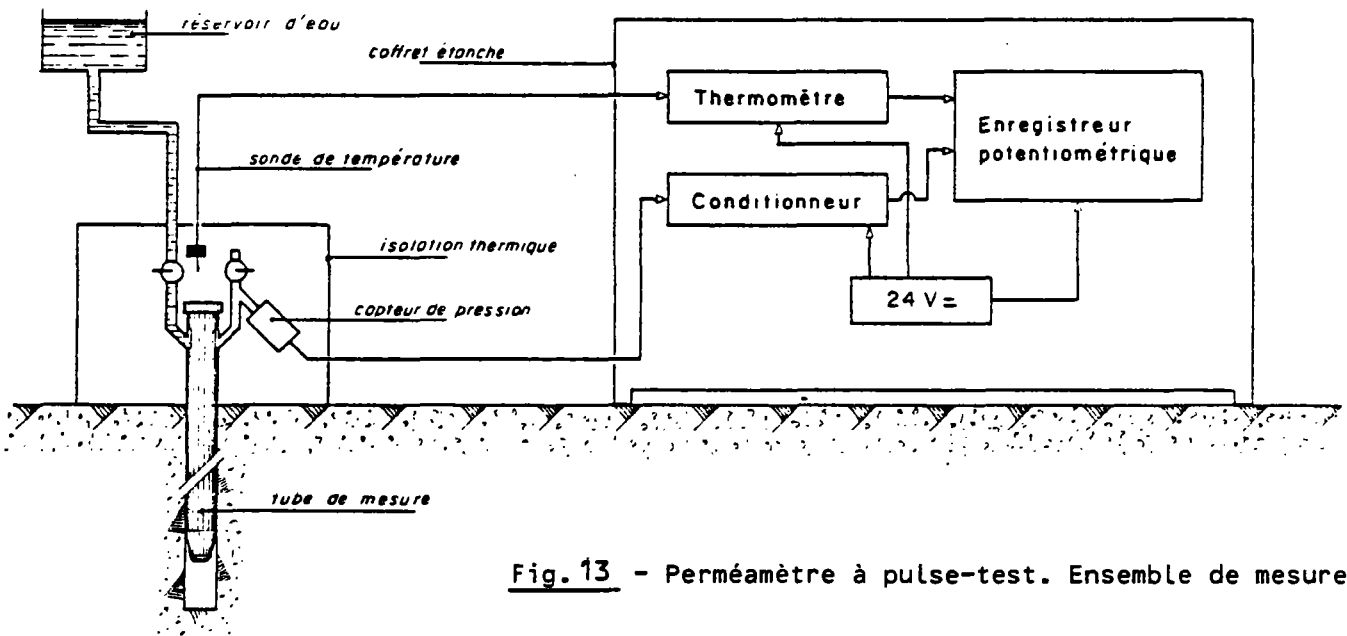 réservoir d'eau
coffret étanche
Thermomètre
Enregistreur
potentiométrique
sonde de température
Conditionneur
isolation thermique
24 V =
capteur de pression
tube de mesure
Fig. 13 - Perméamètre à pulse-test. Ensemble de mesure